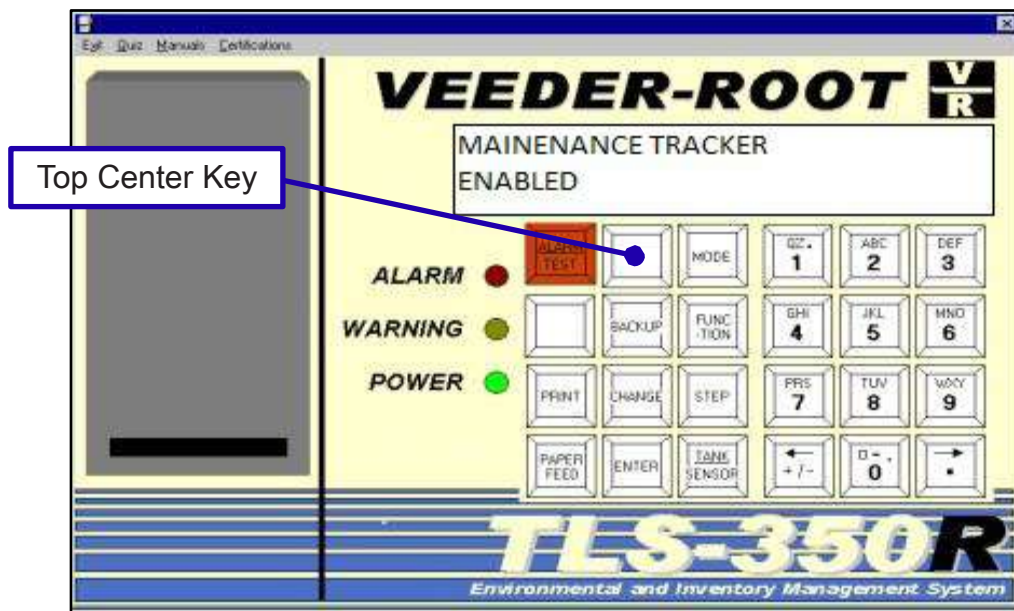 Exit Quiz Manuals Certifications
VEEDER-ROOT
V
R
MAINENANCE TRACKER
ENABLED
Top Center Key
ALARM
TEST
MODE
QZ.
1
ABC
2
DEF
3
ALARM
WARNING
BACKUP
FUNC
-TION
GHI
4
JKL
5
MNO
6
POWER
PRINT
CHANGE
STEP
PRS
7
TUV
8
WXY
9
PAPER
FEED
ENTER
TANK
SENSOR
←
+/-
0
→
.
TLS-350R
Environmental and Inventory Management System